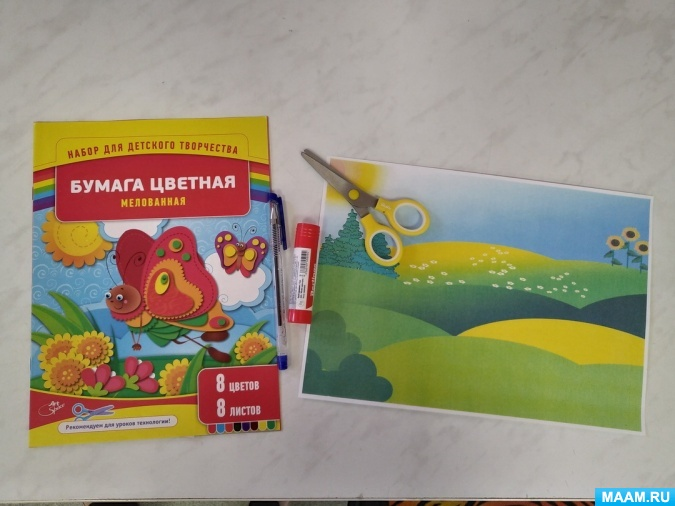 НАБОР ДЛЯ ДЕТСКОГО ТВОРЧЕСТВА
БУМАГА ЦВЕТНАЯ
МЕЛОВАННАЯ
8 ЦВЕТОВ
8 ЛИСТОВ
Рекомендуем для уроков технологии!
MAAM.RU